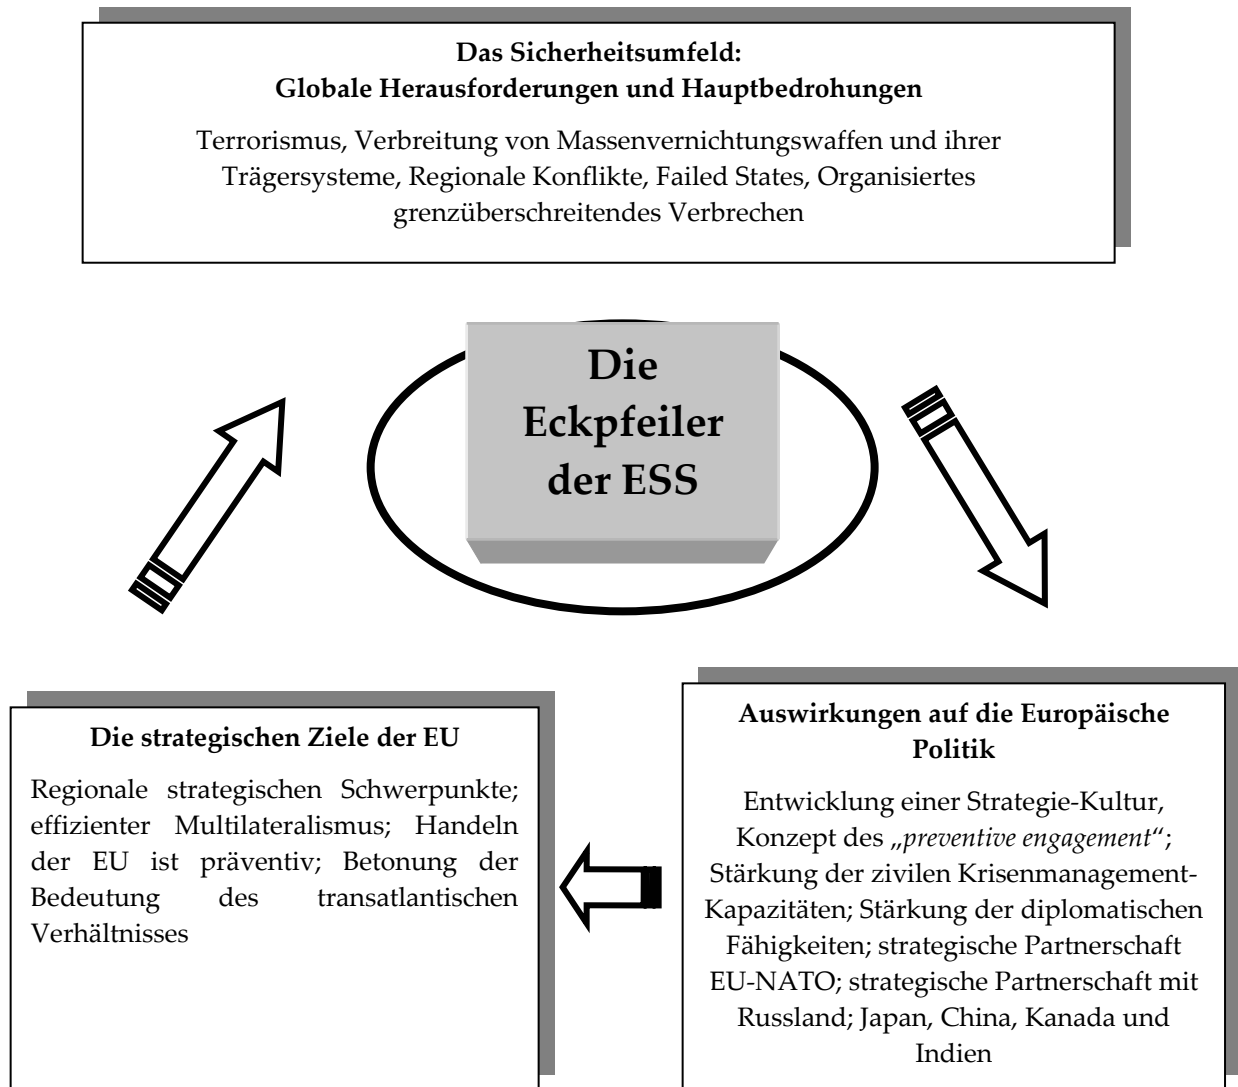 Das Sicherheitsumfeld:
Globale Herausforderungen und Hauptbedrohungen
Terrorismus, Verbreitung von Massenvernichtungswaffen und ihrer
Trägersysteme, Regionale Konflikte, Failed States, Organisiertes
grenzüberschreitendes Verbrechen
Die
Eckpfeiler
der ESS
Die strategischen Ziele der EU
Regionale strategischen Schwerpunkte;
effizienter Multilateralismus; Handeln
der EU ist präventiv; Betonung der
Bedeutung des transatlantischen
Verhältnisses
Auswirkungen auf die Europäische
Politik
Entwicklung einer Strategie-Kultur,
Konzept des „preventive engagement“;
Stärkung der zivilen Krisenmanagement-
Kapazitäten; Stärkung der diplomatischen
Fähigkeiten; strategische Partnerschaft
EU-NATO; strategische Partnerschaft mit
Russland; Japan, China, Kanada und
Indien